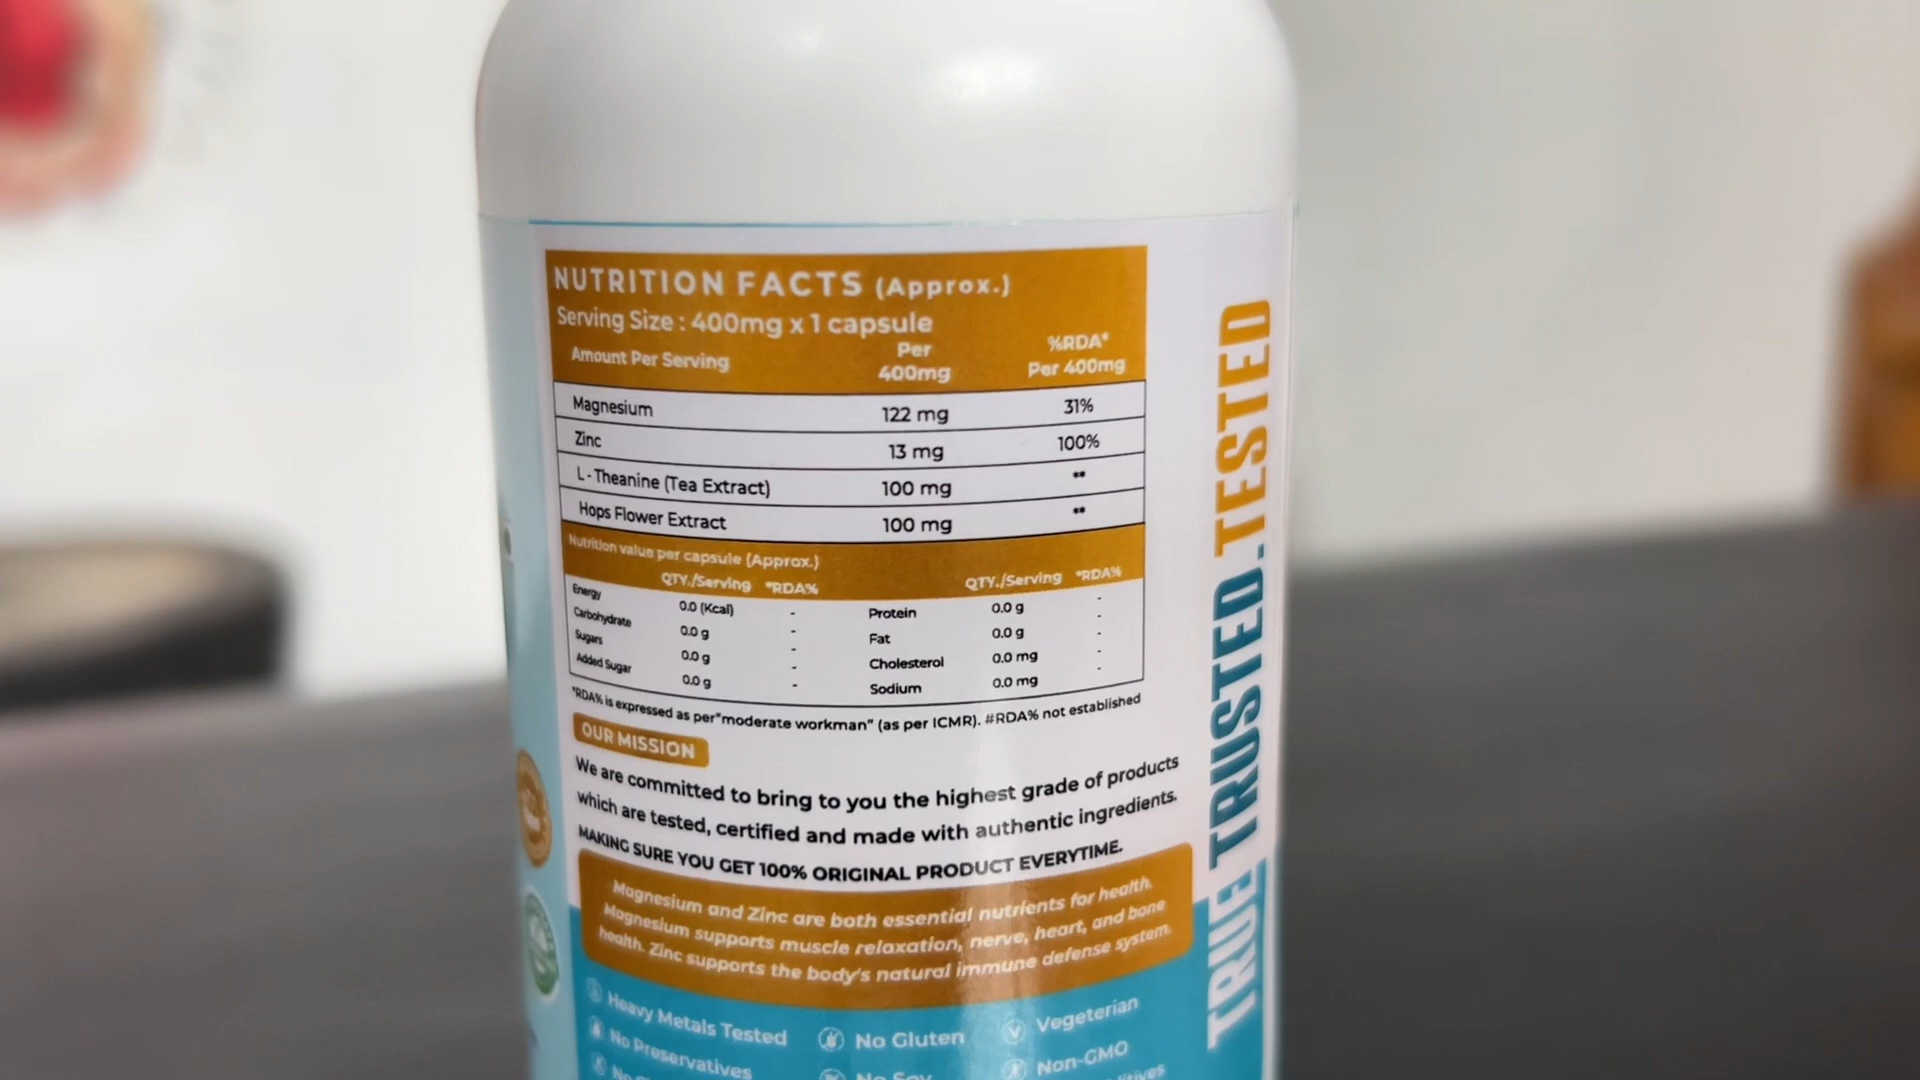 NUTRITION FACTS (Approx.)
Serving Size : 400mg x 1 capsule
Amount Per Serving Per 400mg %RDA* Per 400mg
Magnesium 122 mg 31%
Zinc 13 mg 100%
L - Theanine (Tea Extract) 100 mg **
Hops Flower Extract 100 mg **
Nutrition value per capsule (Approx.)
QTY./Serving *RDA% QTY./Serving *RDA%
Energy 0.0 (Kcal) - Protein 0.0 g -
Carbohydrate 0.0 g - Fat 0.0 g -
Sugars 0.0 g - Cholesterol 0.0 mg -
Added Sugar 0.0 g - Sodium 0.0 mg -
*RDA% is expressed as per"moderate workman" (as per ICMR). #RDA% not established
OUR MISSION
We are committed to bring to you the highest grade of products
which are tested, certified and made with authentic ingredients.
MAKING SURE YOU GET 100% ORIGINAL PRODUCT EVERYTIME.
Magnesium and Zinc are both essential nutrients for health.
Magnesium supports muscle relaxation, nerve, heart, and bone
health. Zinc supports the body's natural immune defense system.
Heavy Metals Tested No Gluten Vegeterian
No Preservatives No Soy Non-GMO
TRUE TRUSTED.TESTED